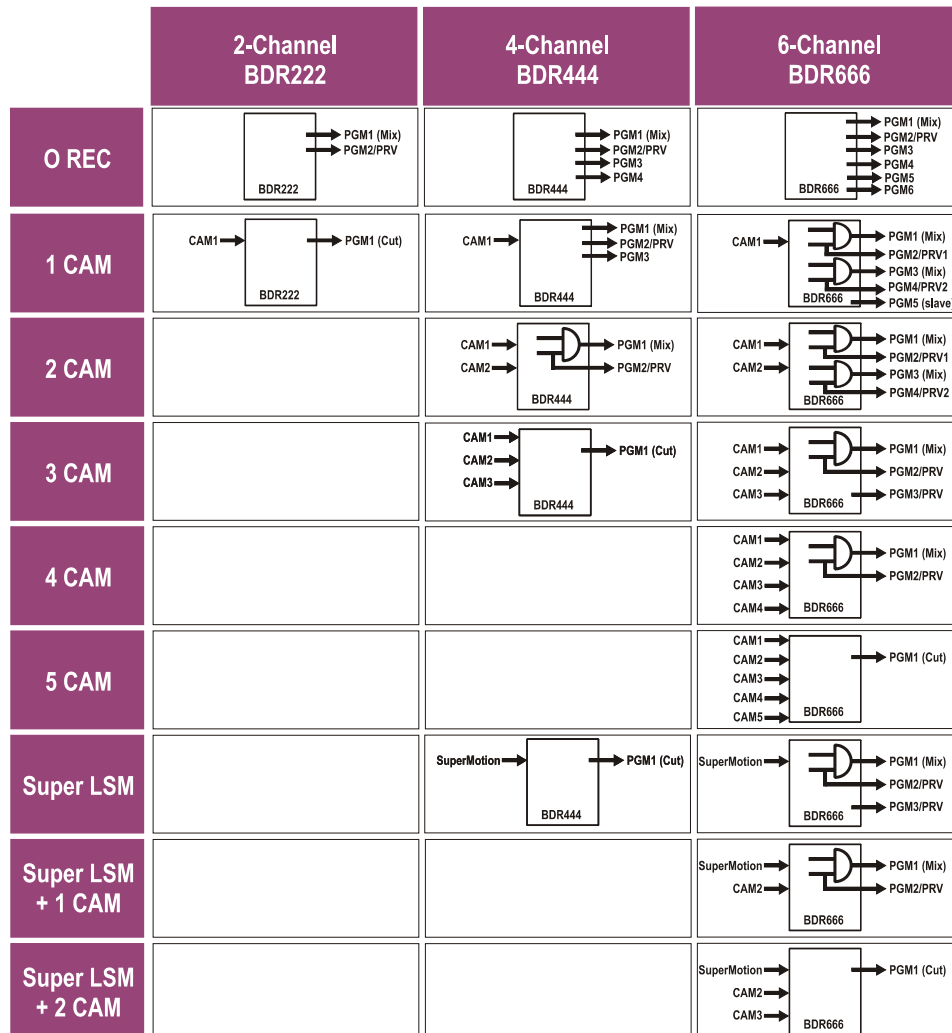 2-Channel
BDR222
4-Channel
BDR444
6-Channel
BDR666
O REC
PGM1 (Mix)
PGM2/PRV
BDR222
PGM1 (Mix)
PGM2/PRV
PGM3
PGM4
BDR444
PGM1 (Mix)
PGM2/PRV
PGM3
PGM4
PGM5
PGM6
BDR666
1 CAM
CAM1
PGM1 (Cut)
BDR222
CAM1
PGM1 (Mix)
PGM2/PRV
PGM3
BDR444
CAM1
PGM1 (Mix)
PGM2/PRV1
PGM3 (Mix)
PGM4/PRV2
PGM5 (slave)
BDR666
2 CAM
CAM1
CAM2
PGM1 (Mix)
PGM2/PRV
BDR444
CAM1
CAM2
PGM1 (Mix)
PGM2/PRV1
PGM3 (Mix)
PGM4/PRV2
BDR666
3 CAM
CAM1
CAM2
CAM3
PGM1 (Cut)
BDR444
CAM1
CAM2
CAM3
PGM1 (Mix)
PGM2/PRV
PGM3/PRV
BDR666
4 CAM
CAM1
CAM2
CAM3
CAM4
PGM1 (Mix)
PGM2/PRV
BDR666
5 CAM
CAM1
CAM2
CAM3
CAM4
CAM5
PGM1 (Cut)
BDR666
Super LSM
SuperMotion
PGM1 (Cut)
BDR444
SuperMotion
PGM1 (Mix)
PGM2/PRV
PGM3/PRV
BDR666
Super LSM
+ 1 CAM
SuperMotion
CAM2
PGM1 (Mix)
PGM2/PRV
BDR666
Super LSM
+ 2 CAM
SuperMotion
CAM2
CAM3
PGM1 (Cut)
BDR666